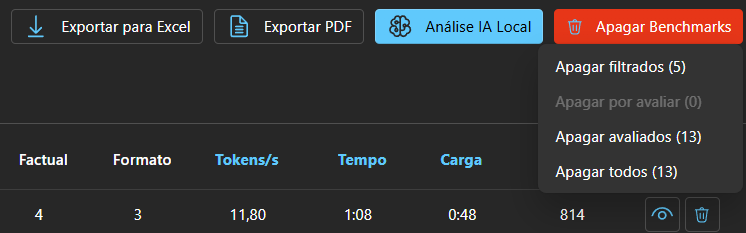 Exportar para Excel Exportar PDF Análise IA Local Apagar Benchmarks
Apagar filtrados (5)
Apagar por avaliar (0)
Apagar avaliados (13)
Apagar todos (13)
Factual Formato Tokens/s Tempo Carga
4 3 11,80 1:08 0:48 814